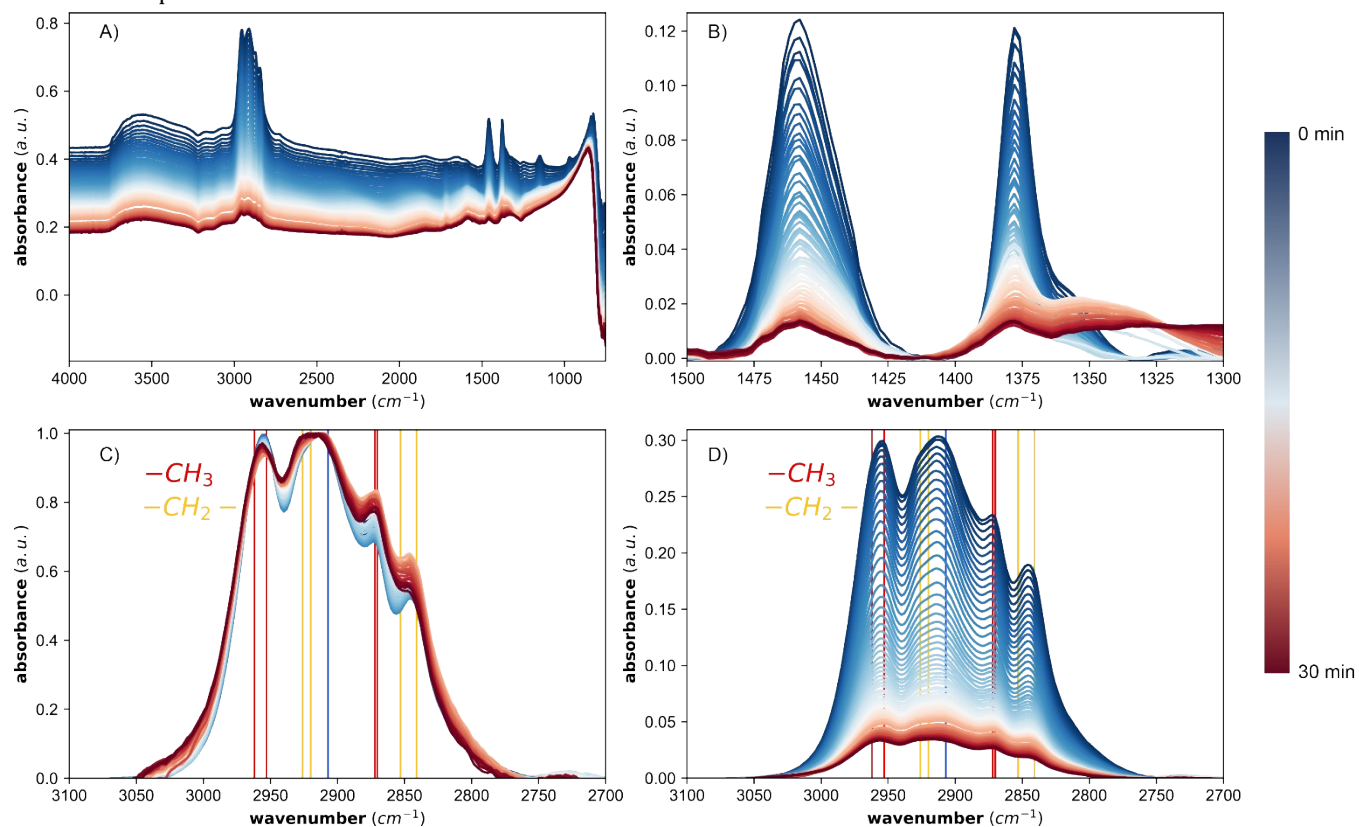 A)
0.8
0.6
0.4
0.2
0.0
absorbance (a. u.)
4000 3500 3000 2500 2000 1500 1000
wavenumber (cm⁻¹)
B)
0.12
0.10
0.08
0.06
0.04
0.02
0.00
absorbance (a. u.)
1500 1475 1450 1425 1400 1375 1350 1325 1300
wavenumber (cm⁻¹)
0 min
30 min
C)
–CH₃
–CH₂ –
1.0
0.8
0.6
0.4
0.2
0.0
absorbance (a. u.)
3100 3050 3000 2950 2900 2850 2800 2750 2700
wavenumber (cm⁻¹)
D)
–CH₃
–CH₂ –
0.30
0.25
0.20
0.15
0.10
0.05
0.00
absorbance (a. u.)
3100 3050 3000 2950 2900 2850 2800 2750 2700
wavenumber (cm⁻¹)